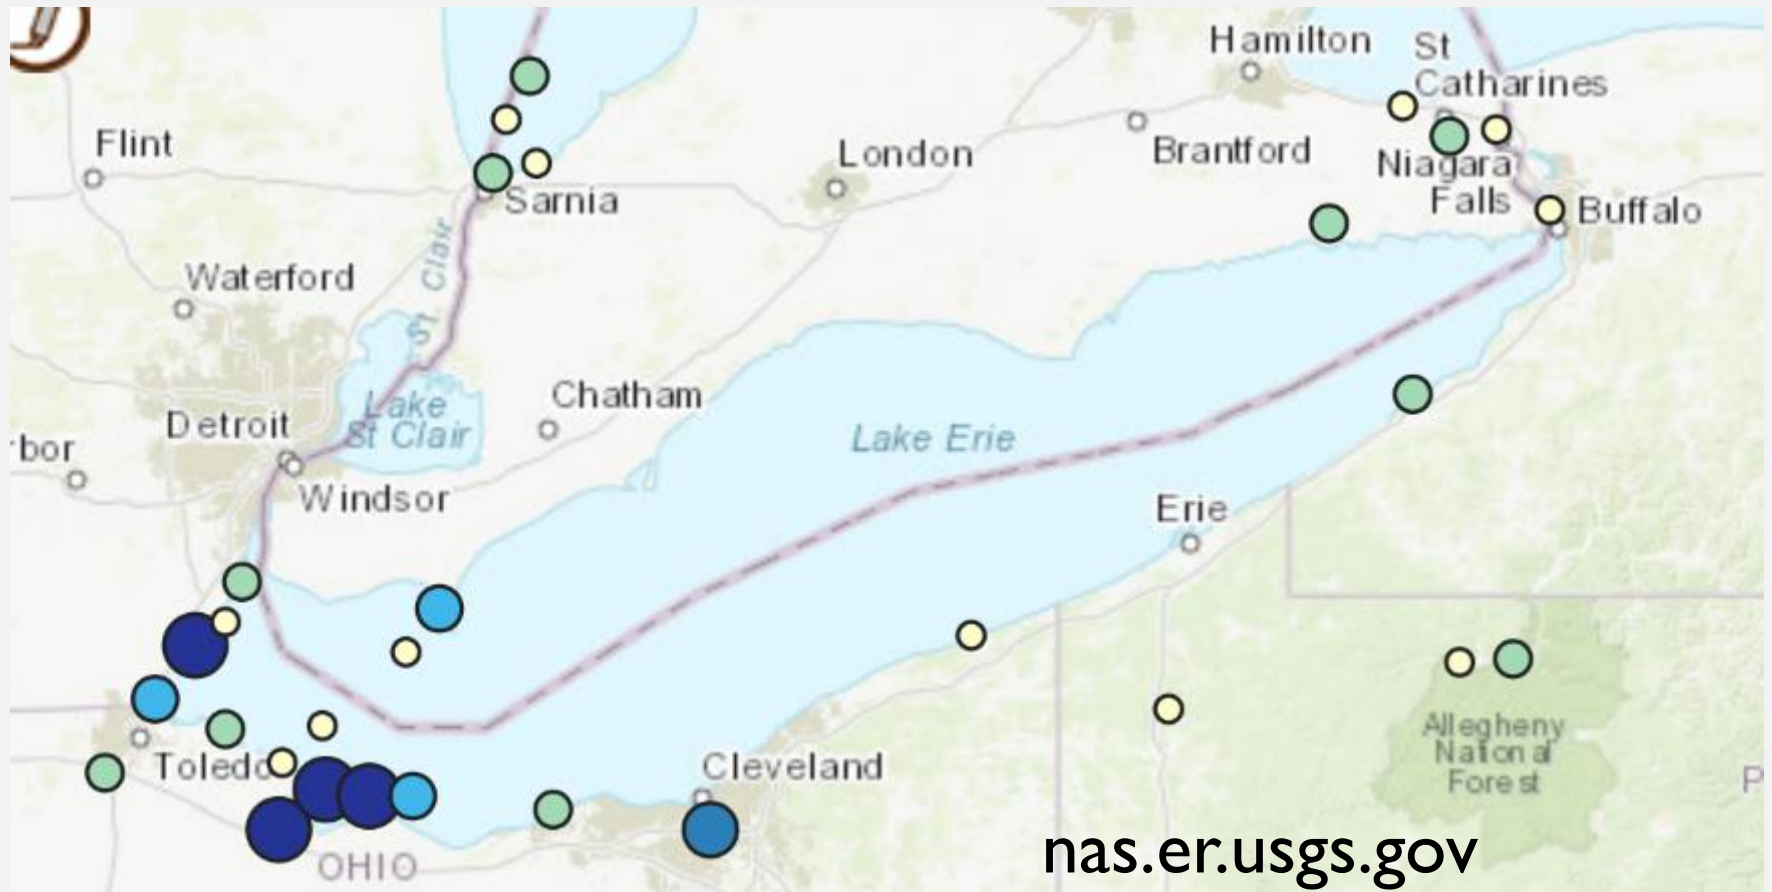 Hamilton
St
Catharines
Flint
London
Brantford
Niagara
Falls
Sarnia
Buffalo
St. Clair
Waterford
Chatham
Detroit
Lake
St Clair
Lake Erie
rbor
Windsor
Erie
Allegheny
National
Forest
Toledo
Cleveland
P
OHIO
nas.er.usgs.gov